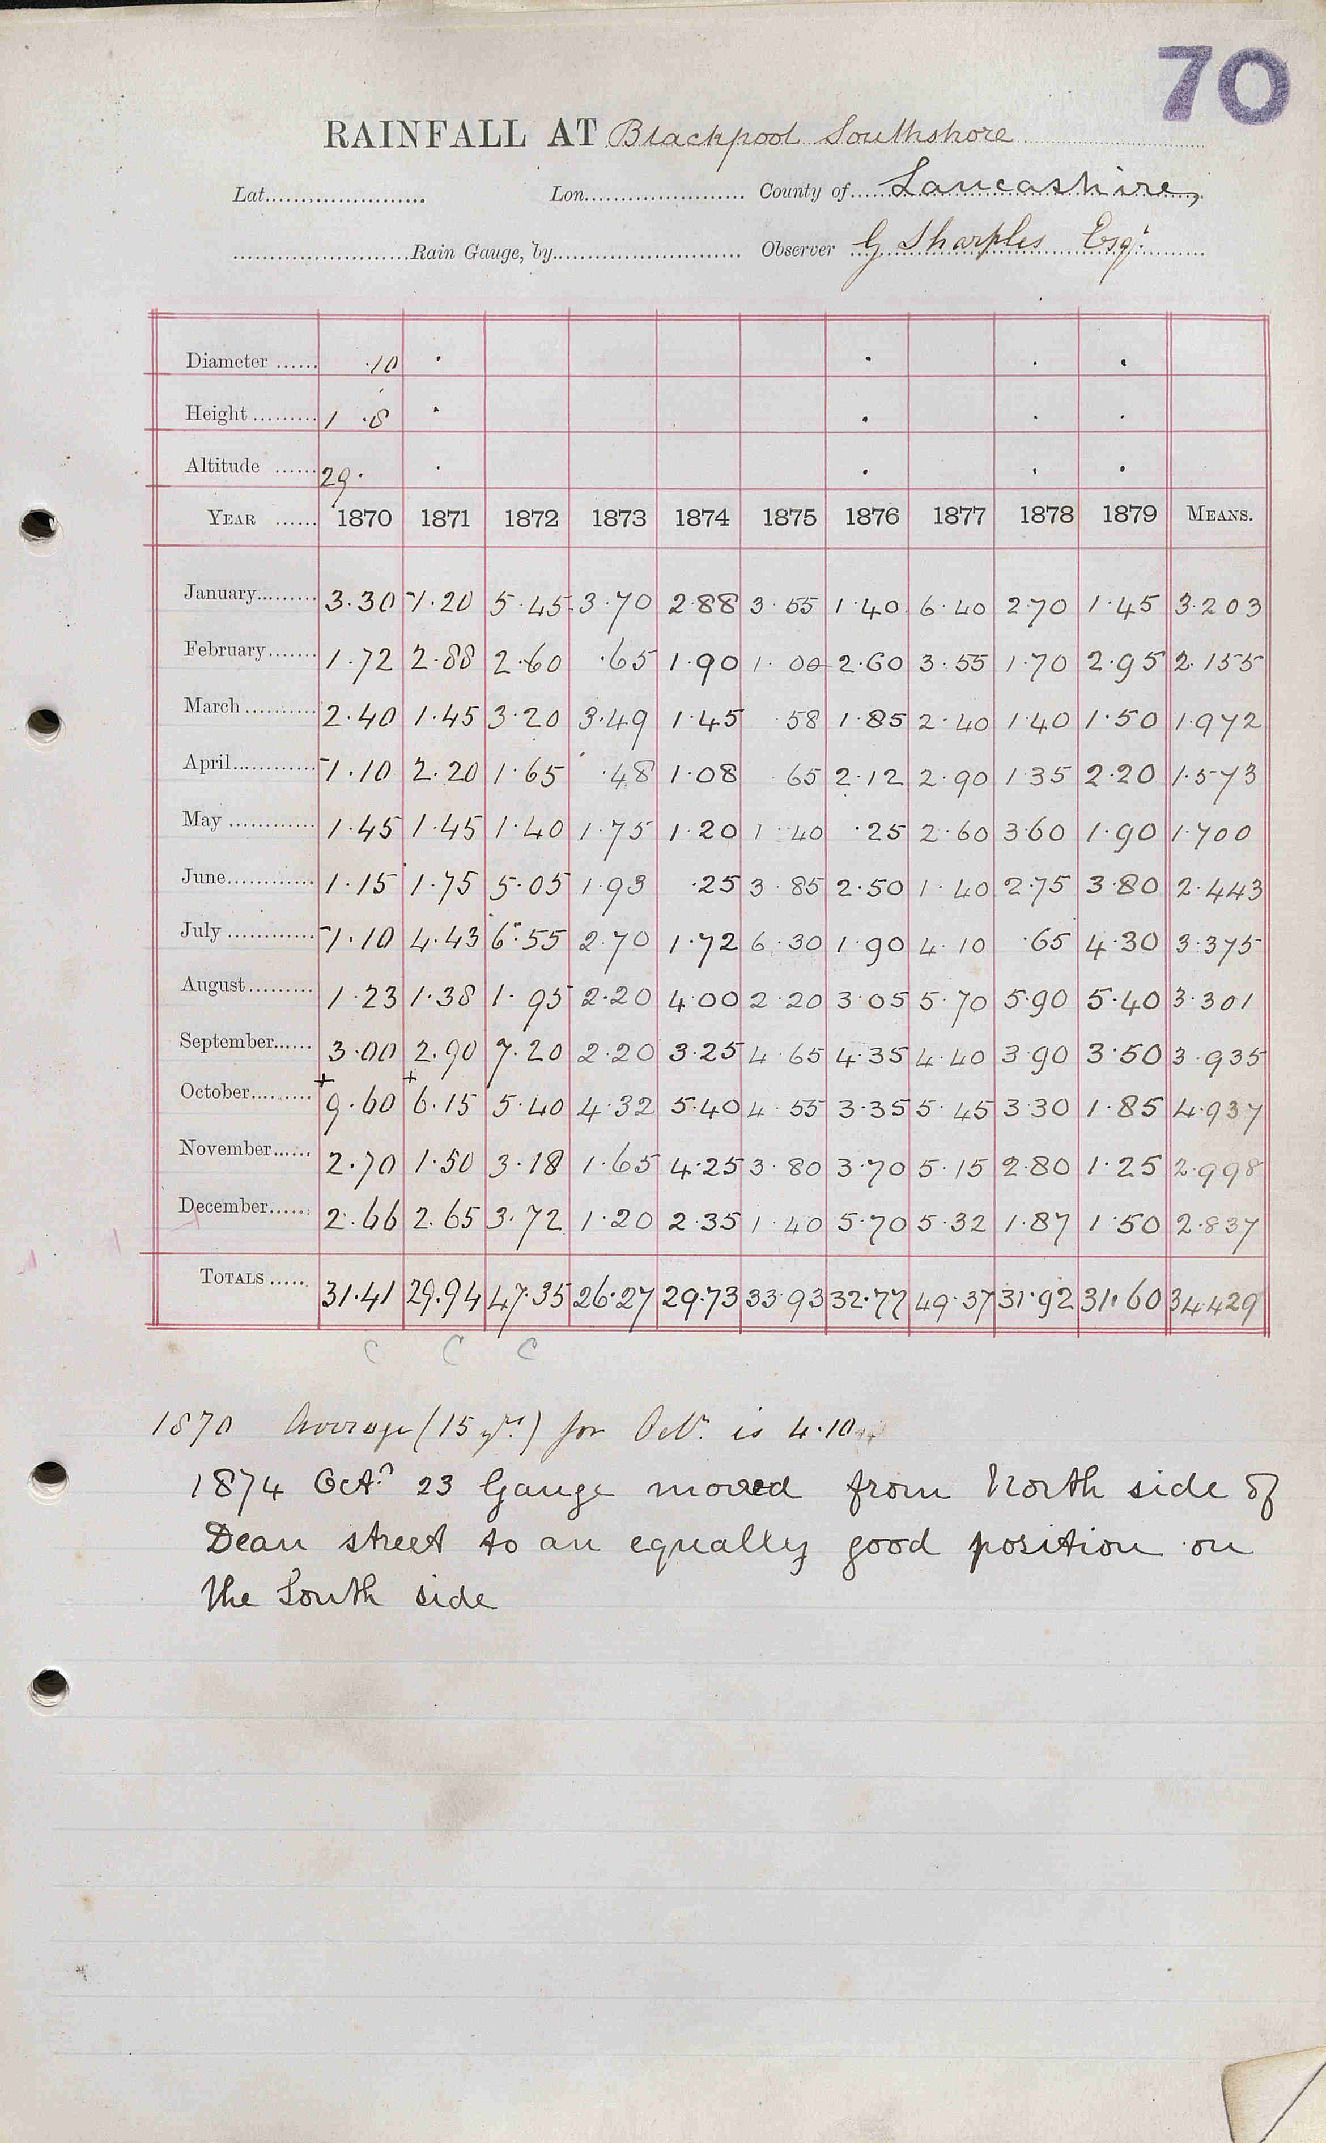 70
RAINFALL AT Blackpool Southshore
Lat. Lon. County of Lancashire,
Rain Gauge, by Observer G Sharples Esqr.
Diameter ...... ·10
Height ......... 1 ·8
Altitude ...... 29·
YEAR ...... 1870 1871 1872 1873 1874 1875 1876 1877 1878 1879 MEANS.
January......... 3·30 1·20 5·45 3·70 2·88 3·55 1·40 6·40 2·70 1·45 3·203
February....... 1·72 2·88 2·60 ·65 1·90 1·00 2·60 3·55 1·70 2·95 2·155
March .......... 2·40 1·45 3·20 3·49 1·45 ·58 1·85 2·40 1·40 1·50 1·972
April............ 1·10 2·20 1·65 ·48 1·08 65 2·12 2·90 1·35 2·20 1·573
May ............ 1·45 1·45 1·40 1·75 1·20 1·40 ·25 2·60 3·60 1·90 1·700
June............ 1·15 1·75 5·05 1·93 ·25 3·85 2·50 1·40 2·75 3·80 2·443
July ............ 1·10 4·43 6·55 2·70 1·72 6·30 1·90 4·10 ·65 4·30 3·375
August......... 1·23 1·38 1·95 2·20 4·00 2·20 3·05 5·70 5·90 5·40 3·301
September...... 3·00 2·90 7·20 2·20 3·25 4·65 4·35 4·40 3·90 3·50 3·935
October......... + 9·60 + 6·15 5·40 4·32 5·40 4·55 3·35 5·45 3·30 1·85 4·937
November...... 2·70 1·50 3·18 1·65 4·25 3·80 3·70 5·15 2·80 1·25 2·998
December...... 2·66 2·65 3·72 1·20 2·35 1·40 5·70 5·32 1·87 1·50 2·837
TOTALS ...... 31·41 29·94 47·35 26·27 29·73 33·93 32·77 49·37 31·92 31·60 34·429
C C C
1870 Average (15 yrs.) for Octr. is 4·10
1874 Octr 23 Gauge moved from North side of
Dean street to an equally good position on
the South side